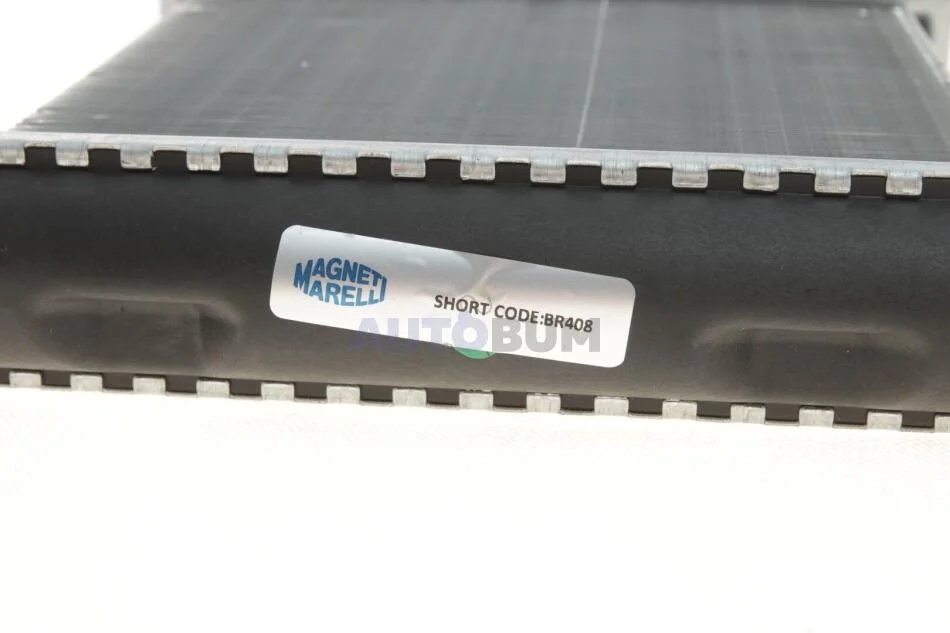 MAGNETI
MARELLI
SHORT CODE:BR408
AUTOBUM